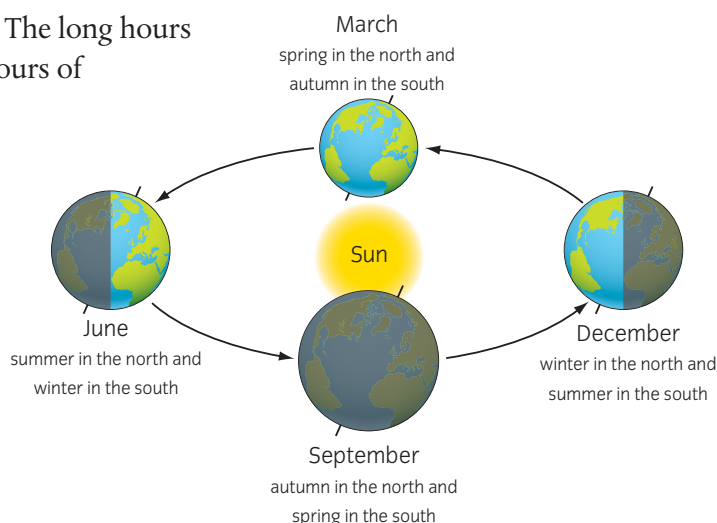 The long hours
ours of
March
spring in the north and
autumn in the south
Sun
June
summer in the north and
winter in the south
December
winter in the north and
summer in the south
September
autumn in the north and
spring in the south